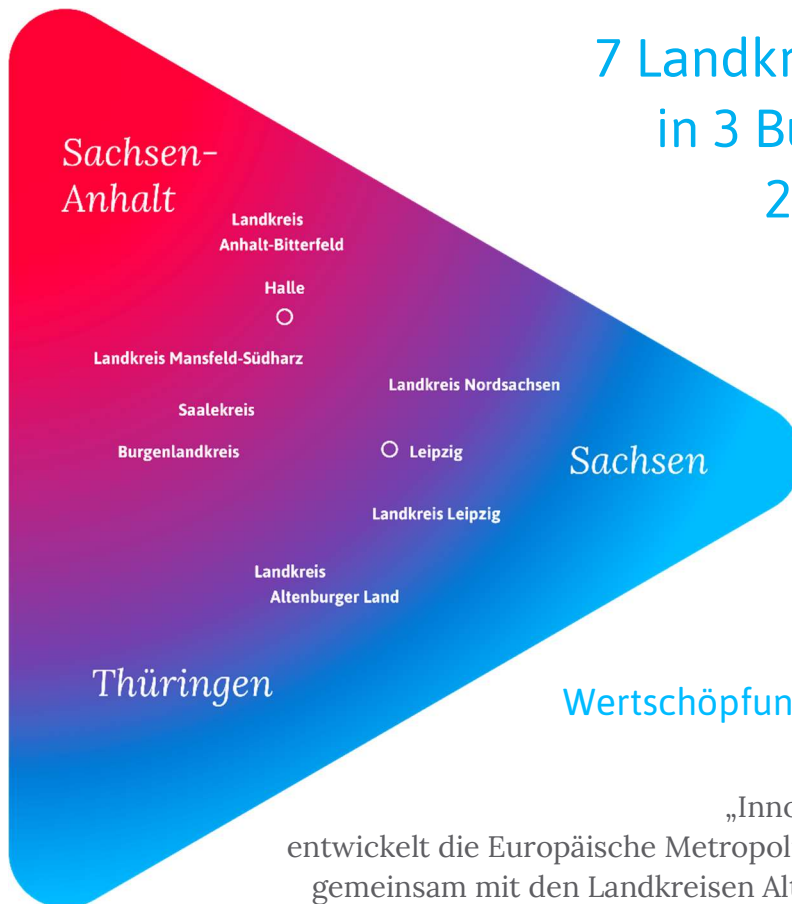 7 Landkr
in 3 Bu
2
Sachsen-
Anhalt
Landkreis
Anhalt-Bitterfeld
Halle
Landkreis Mansfeld-Südharz
Landkreis Nordsachsen
Saalekreis
Burgenlandkreis
Leipzig
Sachsen
Landkreis Leipzig
Landkreis
Altenburger Land
Thüringen
Wertschöpfun
„Inno
entwickelt die Europäische Metropol
gemeinsam mit den Landkreisen Alt